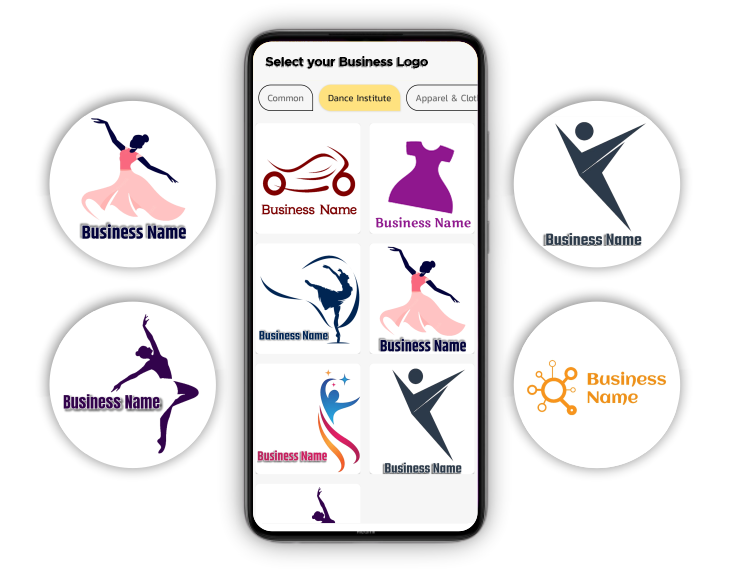 Select your Business Logo
Common
Dance Institute
Apparel & Clot
Business Name
Business Name
Business Name
Business Name
Business Name
Business Name
Business Name
Business Name
Business Name
Business
Name